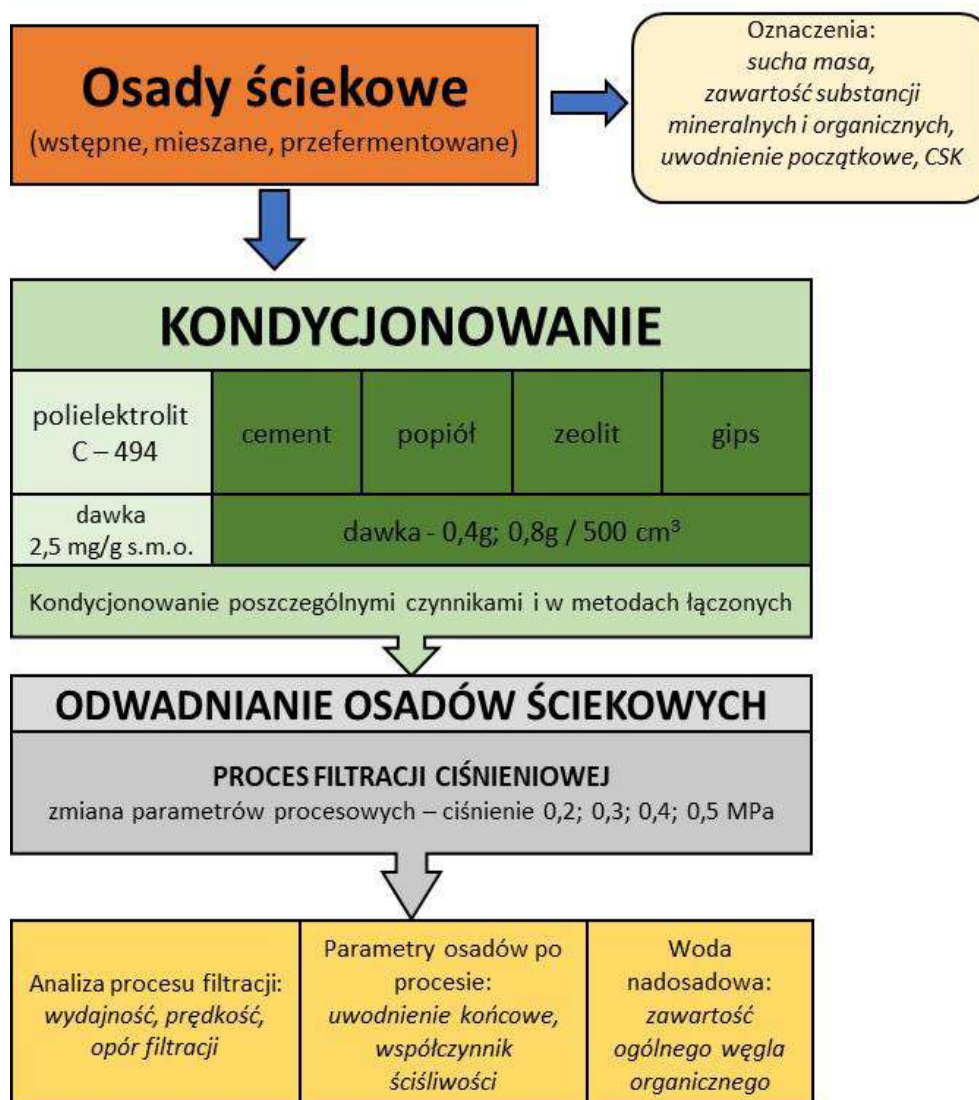 Osady ściekowe
(wstępne, mieszane, przefermentowane)
Oznaczenia:
sucha masa,
zawartość substancji
mineralnych i organicznych,
uwodnienie początkowe, CSK
KONDYCJONOWANIE
polielektrolit
C – 494
cement
popiół
zeolit
gips
dawka
2,5 mg/g s.m.o.
dawka - 0,4g; 0,8g / 500 cm³
Kondycjonowanie poszczególnymi czynnikami i w metodach łączonych
ODWADNIANIE OSADÓW ŚCIEKOWYCH
PROCES FILTRACJI CIŚNIENIOWEJ
zmiana parametrów procesowych – ciśnienie 0,2; 0,3; 0,4; 0,5 MPa
Analiza procesu filtracji:
wydajność, prędkość,
opór filtracji
Parametry osadów po
procesie:
uwodnienie końcowe,
współczynnik
ściśliwości
Woda
nadosadowa:
zawartość
ogólnego węgla
organicznego